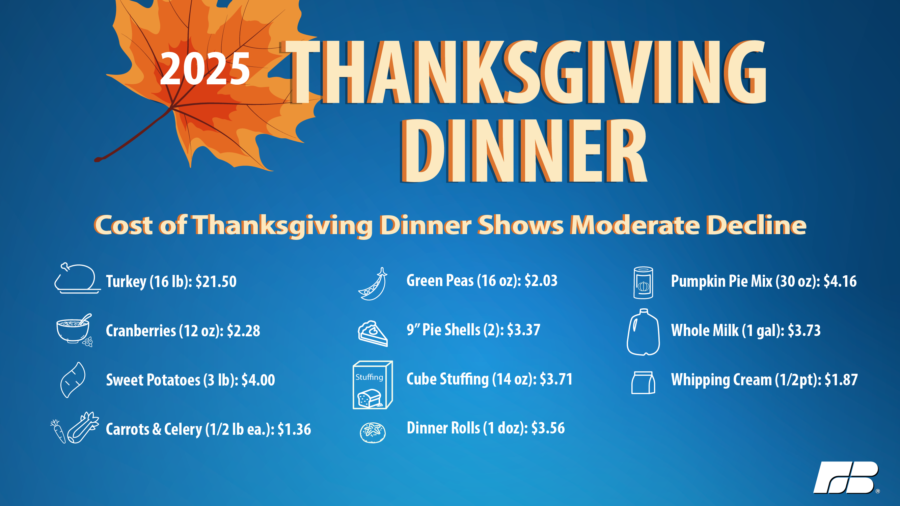 2025
THANKSGIVING
DINNER
Cost of Thanksgiving Dinner Shows Moderate Decline
Turkey (16 lb): $21.50
Cranberries (12 oz): $2.28
Sweet Potatoes (3 lb): $4.00
Carrots & Celery (1/2 lb ea.): $1.36
Green Peas (16 oz): $2.03
9” Pie Shells (2): $3.37
Stuffing
Cube Stuffing (14 oz): $3.71
Dinner Rolls (1 doz): $3.56
Pumpkin Pie Mix (30 oz): $4.16
Whole Milk (1 gal): $3.73
Whipping Cream (1/2pt): $1.87
FB®